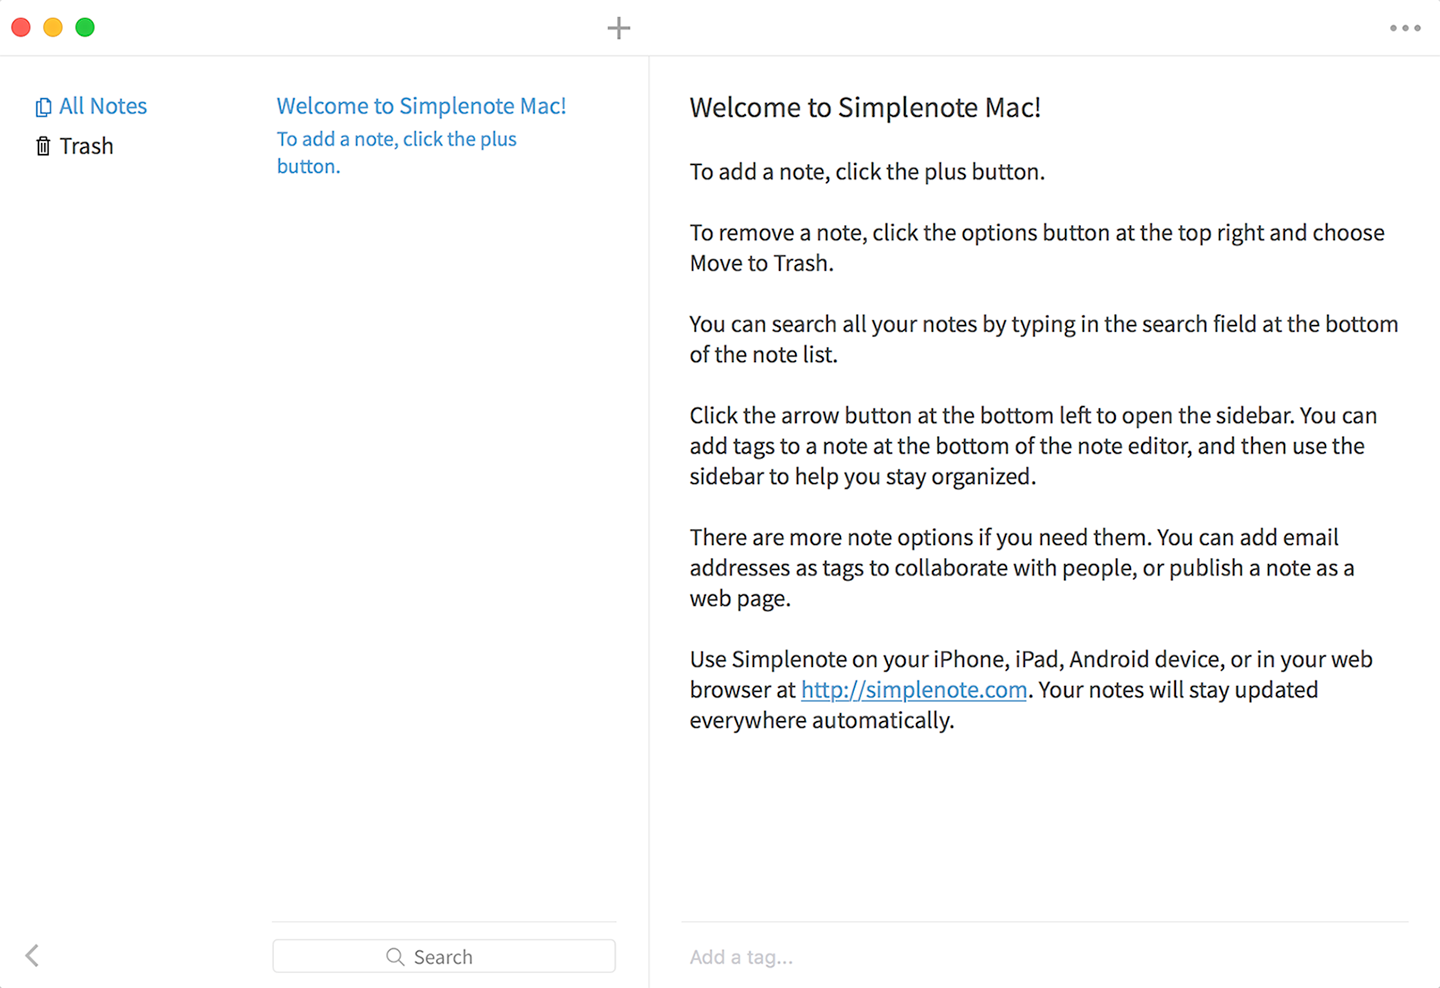 All Notes
Trash
Welcome to Simplenote Mac!
To add a note, click the plus
button.
Search
Welcome to Simplenote Mac!
To add a note, click the plus button.
To remove a note, click the options button at the top right and choose
Move to Trash.
You can search all your notes by typing in the search field at the bottom
of the note list.
Click the arrow button at the bottom left to open the sidebar. You can
add tags to a note at the bottom of the note editor, and then use the
sidebar to help you stay organized.
There are more note options if you need them. You can add email
addresses as tags to collaborate with people, or publish a note as a
web page.
Use Simplenote on your iPhone, iPad, Android device, or in your web
browser at http://simplenote.com. Your notes will stay updated
everywhere automatically.
Add a tag...